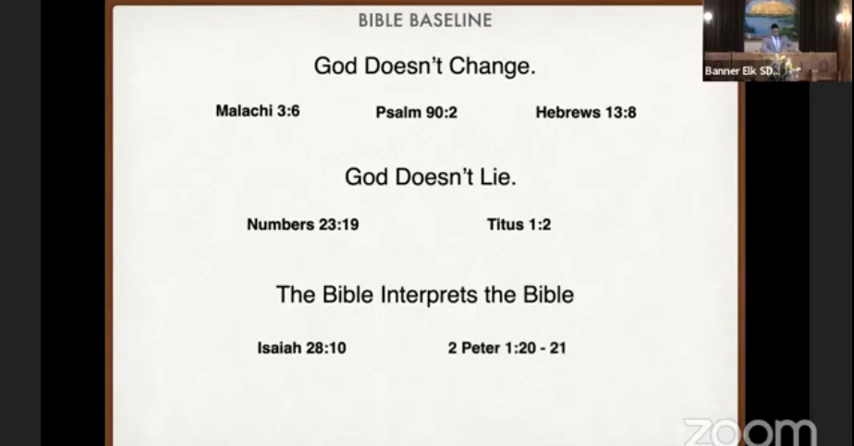 BIBLE BASELINE
God Doesn't Change.
Malachi 3:6 Psalm 90:2 Hebrews 13:8
God Doesn't Lie.
Numbers 23:19 Titus 1:2
The Bible Interprets the Bible
Isaiah 28:10 2 Peter 1:20 - 21
Banner Elk SD...
zoom